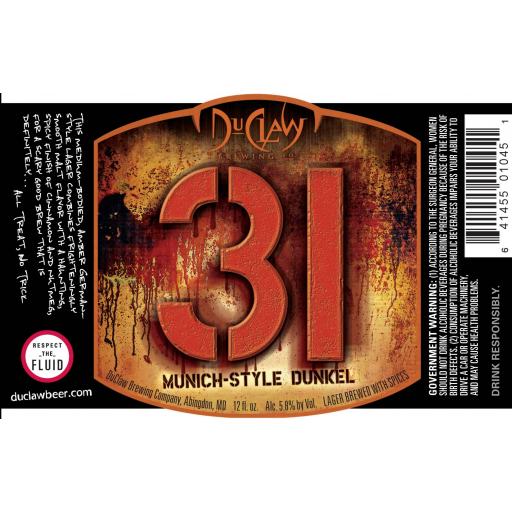 THIS MEDIUM-BODIED, AMBER GERMAN
STYLE LAGER COMBINES FRIGHTENINGLY
SMOOTH MALT FLAVOR WITH A HAUNTING,
SPICY FINISH OF CINNAMON AND NUTMEG,
FOR A SCARY GOOD BREW THAT IS
DEFINITELY... ALL TREAT, NO TRICK
RESPECT
THE
FLUID
duclawbeer.com
DUCLAW
BREWING CO.
31
MUNICH-STYLE DUNKEL
DuClaw Brewing Company, Abingdon, MD 12 fl. oz. Alc. 5.8% by Vol. LAGER BREWED WITH SPICES
GOVERNMENT WARNING: (1) ACCORDING TO THE SURGEON GENERAL, WOMEN
SHOULD NOT DRINK ALCOHOLIC BEVERAGES DURING PREGNANCY BECAUSE OF THE RISK OF
BIRTH DEFECTS. (2) CONSUMPTION OF ALCOHOLIC BEVERAGES IMPAIRS YOUR ABILITY TO
DRIVE A CAR OR OPERATE MACHINERY,
AND MAY CAUSE HEALTH PROBLEMS.
DRINK RESPONSIBLY.
6 41455 01045 1